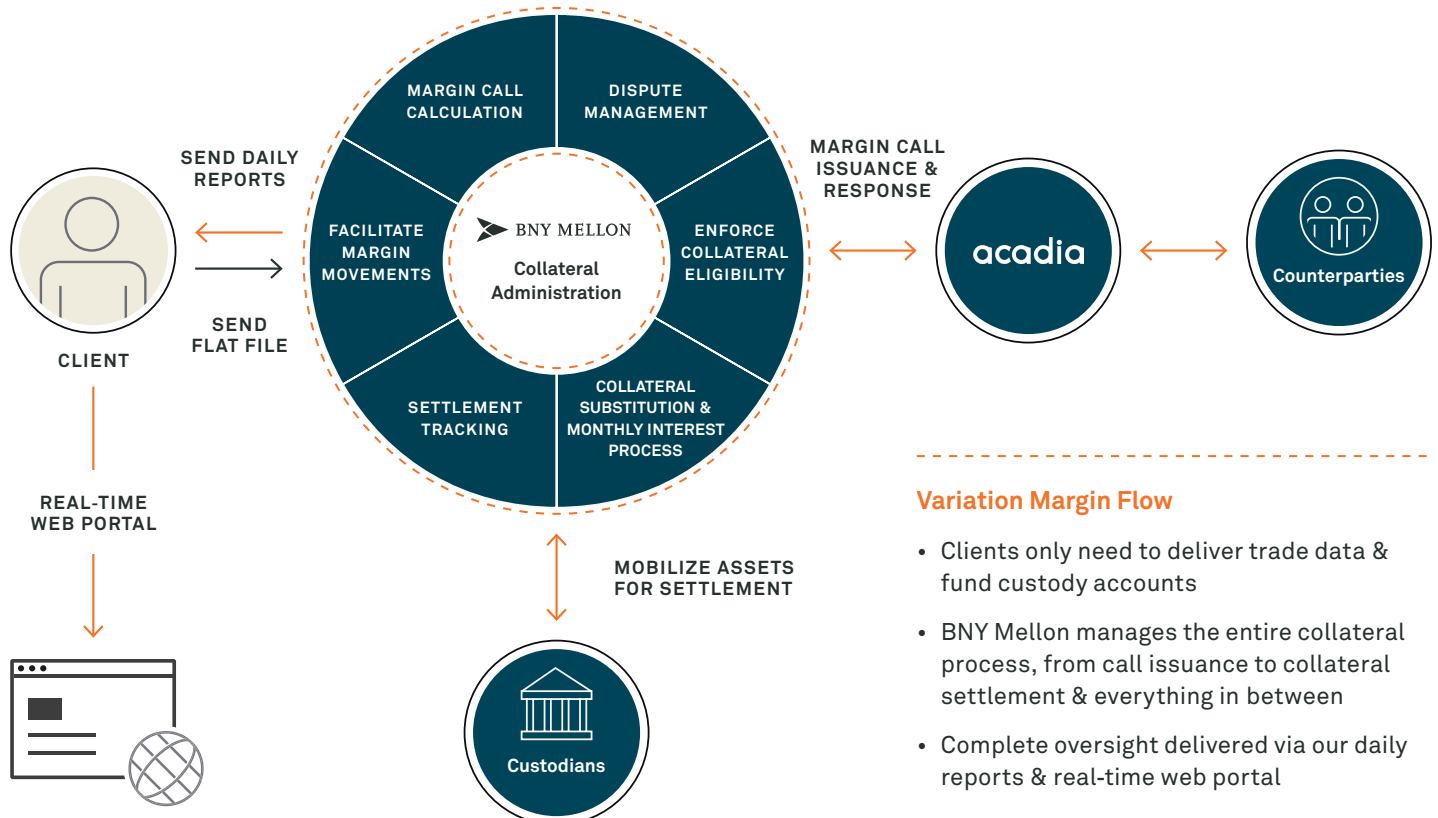 MARGIN CALL
CALCULATION
DISPUTE
MANAGEMENT
SEND DAILY
REPORTS
MARGIN CALL
ISSUANCE &
RESPONSE
FACILITATE
MARGIN
MOVEMENTS
BNY MELLON
Collateral
Administration
ENFORCE
COLLATERAL
ELIGIBILITY
acadia
Counterparties
SEND
FLAT FILE
CLIENT
SETTLEMENT
TRACKING
COLLATERAL
SUBSTITUTION &
MONTHLY INTEREST
PROCESS
REAL-TIME
WEB PORTAL
MOBILIZE ASSETS
FOR SETTLEMENT
Custodians
Variation Margin Flow
• Clients only need to deliver trade data &
fund custody accounts
• BNY Mellon manages the entire collateral
process, from call issuance to collateral
settlement & everything in between
• Complete oversight delivered via our daily
reports & real-time web portal